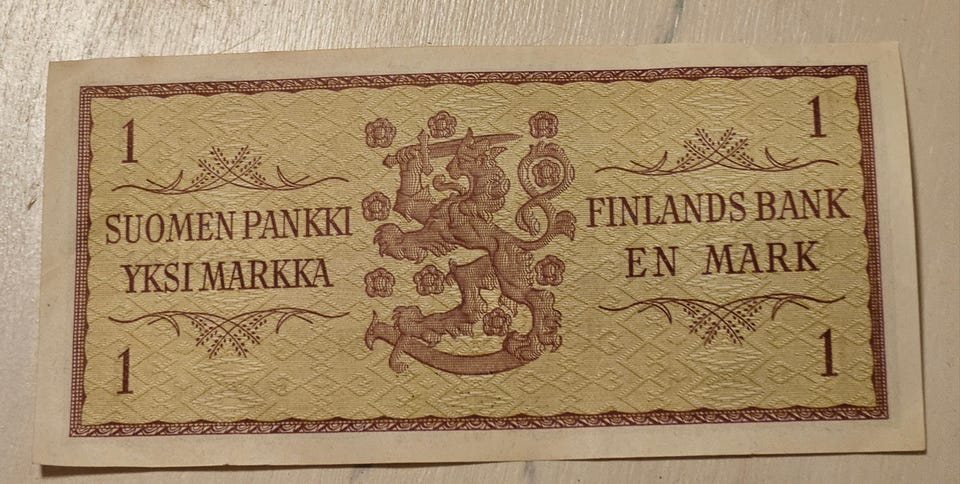 1
SUOMEN PANKKI
YKSI MARKKA
1
1
FINLANDS BANK
EN MARK
1